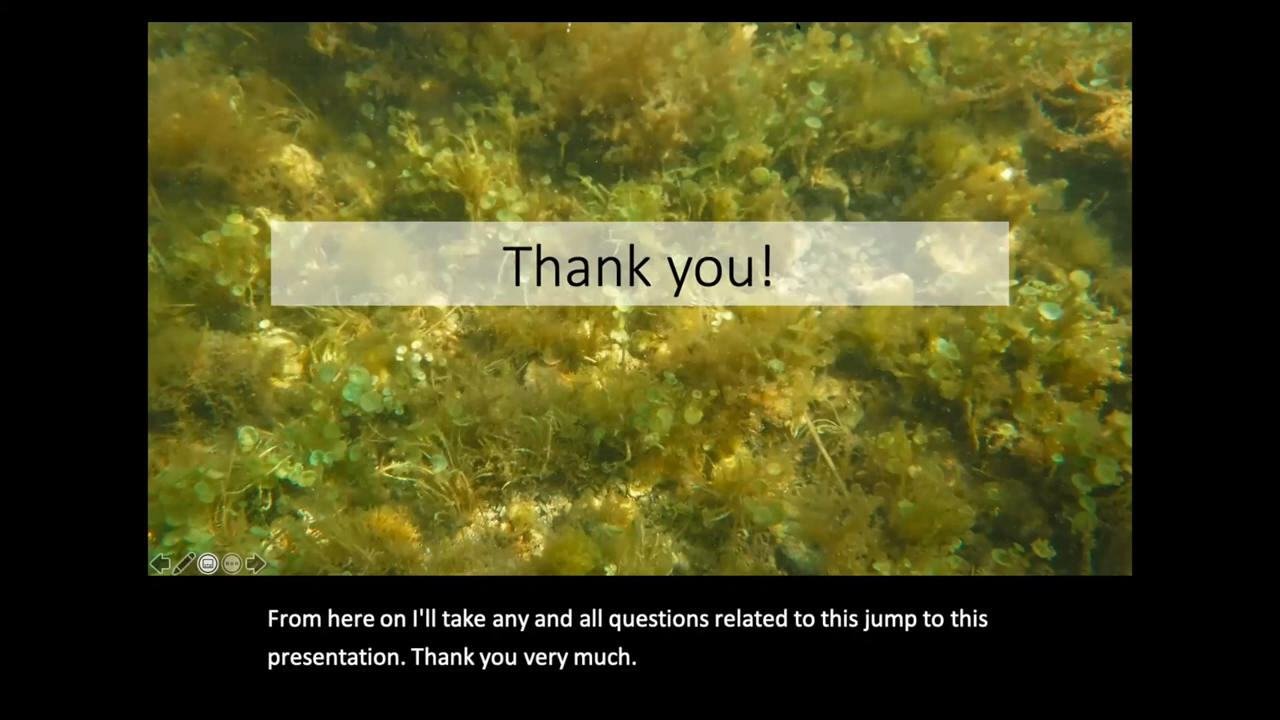 Thank you!
From here on I'll take any and all questions related to this jump to this
presentation. Thank you very much.